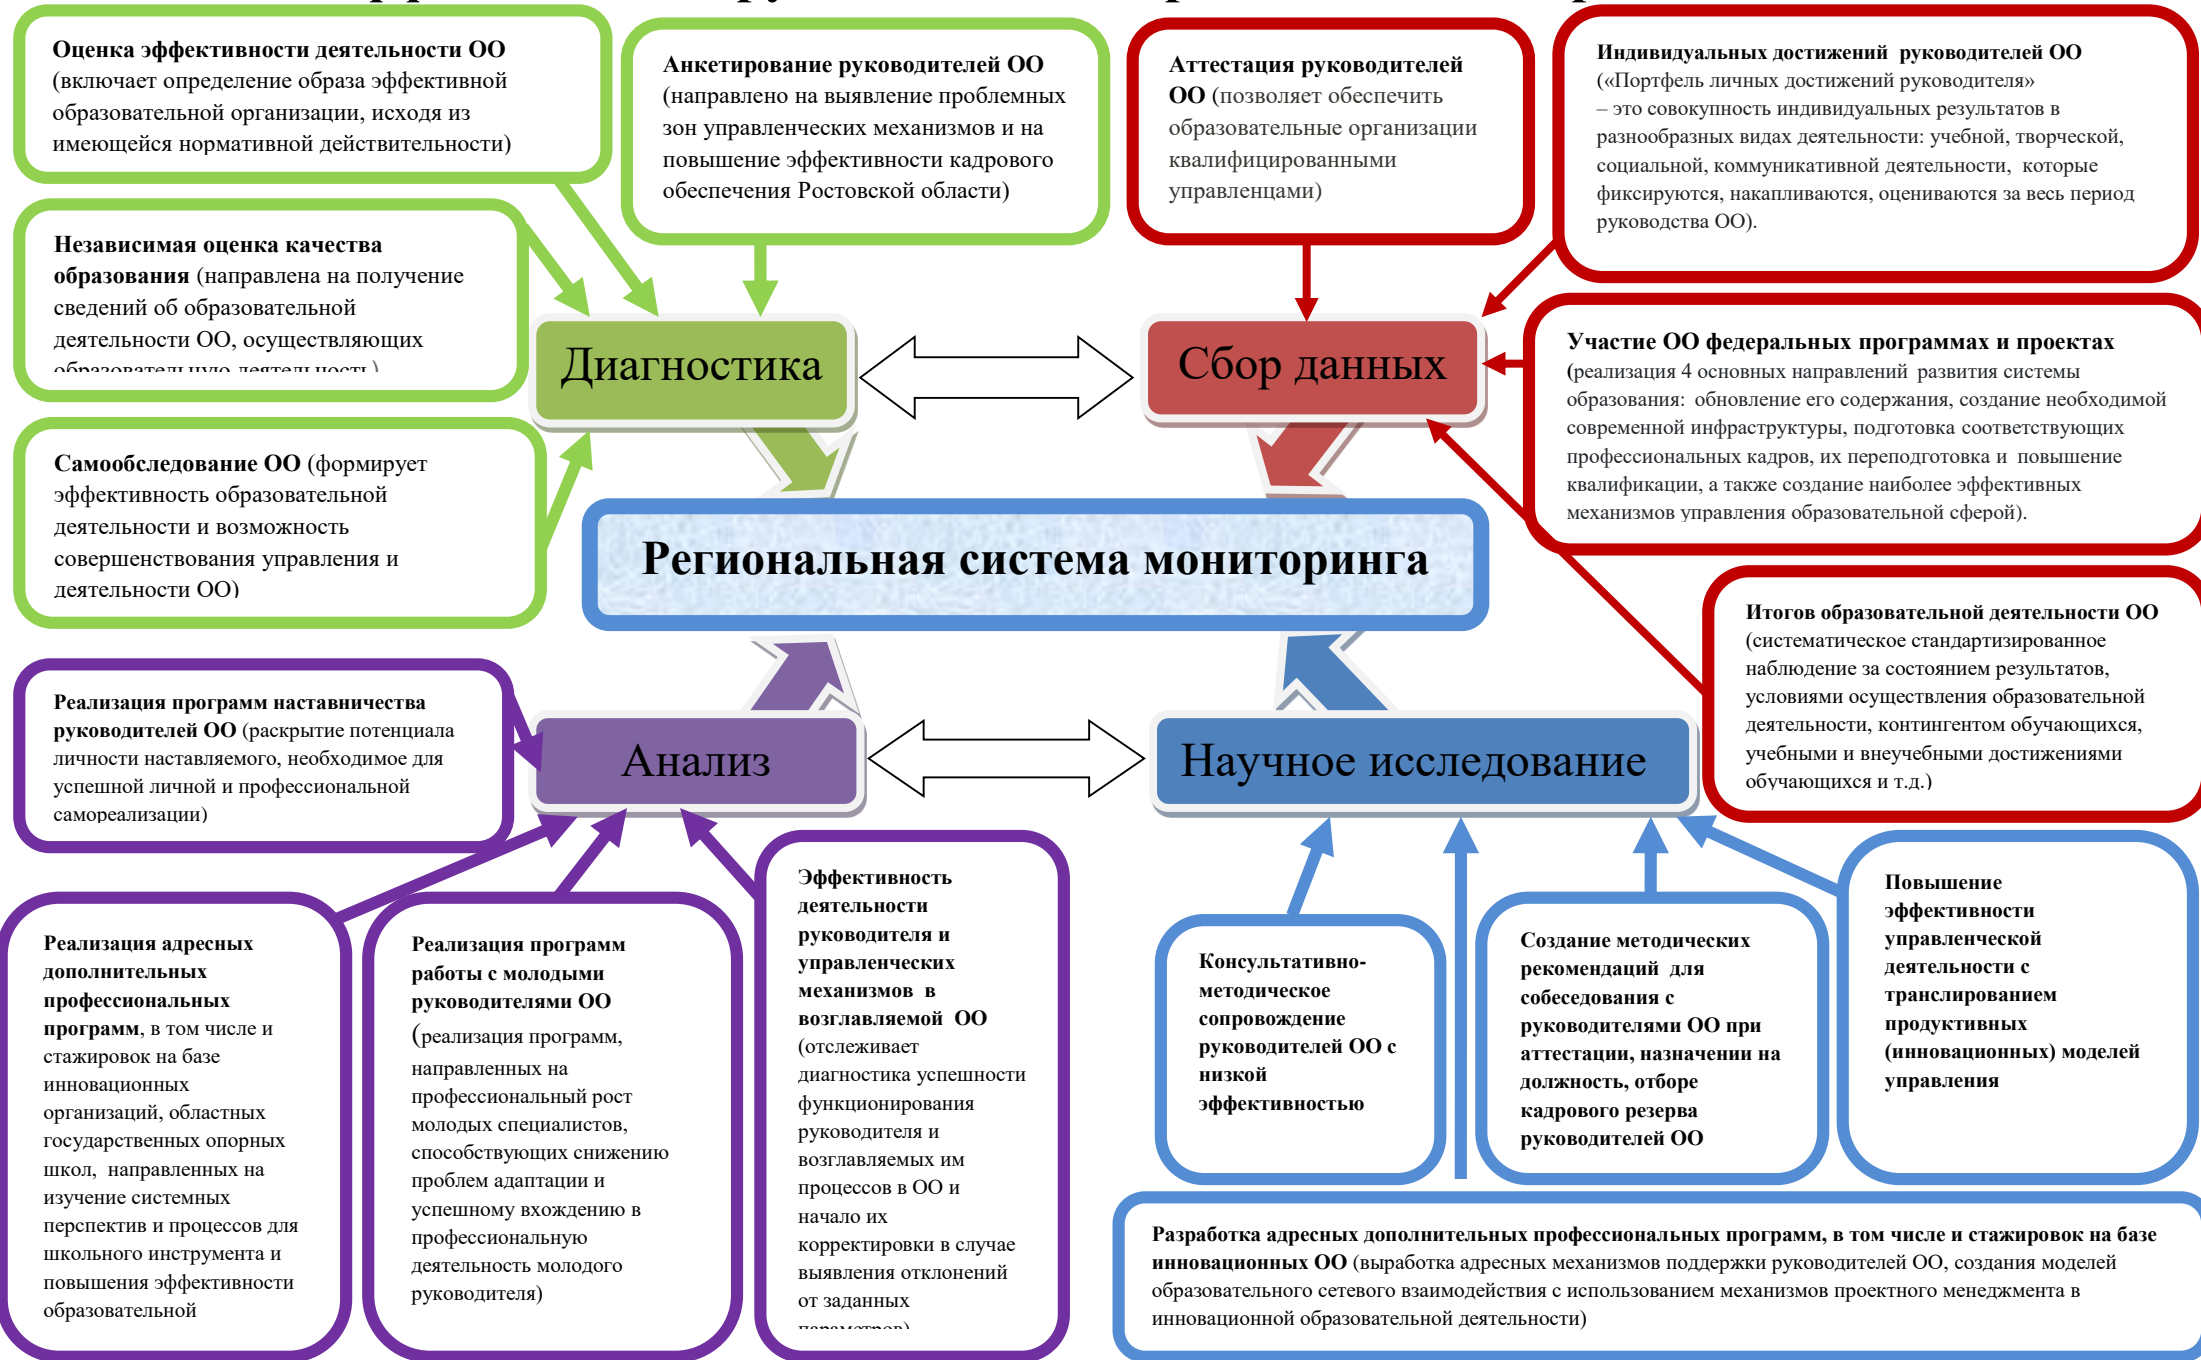 Оценка эффективности деятельности ОО
(включает определение образа эффективной
образовательной организации, исходя из
имеющейся нормативной действительности)
Анкетирование руководителей ОО
(направлено на выявление проблемных
зон управленческих механизмов и на
повышение эффективности кадрового
обеспечения Ростовской области)
Аттестация руководителей
ОО (позволяет обеспечить
образовательные организации
квалифицированными
управленцами)
Индивидуальных достижений руководителей ОО
(«Портфель личных достижений руководителя»
– это совокупность индивидуальных результатов в
разнообразных видах деятельности: учебной, творческой,
социальной, коммуникативной деятельности, которые
фиксируются, накапливаются, оцениваются за весь период
руководства ОО).
Независимая оценка качества
образования (направлена на получение
сведений об образовательной
деятельности ОО, осуществляющих
образовательную деятельность)
Диагностика
Сбор данных
Участие ОО федеральных программах и проектах
(реализация 4 основных направлений развития системы
образования: обновление его содержания, создание необходимой
современной инфраструктуры, подготовка соответствующих
профессиональных кадров, их переподготовка и повышение
квалификации, а также создание наиболее эффективных
механизмов управления образовательной сферой).
Самообследование ОО (формирует
эффективность образовательной
деятельности и возможность
совершенствования управления и
деятельности ОО)
Региональная система мониторинга
Итогов образовательной деятельности ОО
(систематическое стандартизированное
наблюдение за состоянием результатов,
условиями осуществления образовательной
деятельности, контингентом обучающихся,
учебными и внеучебными достижениями
обучающихся и т.д.)
Реализация программ наставничества
руководителей ОО (раскрытие потенциала
личности наставляемого, необходимое для
успешной личной и профессиональной
самореализации)
Анализ
Научное исследование
Реализация адресных
дополнительных
профессиональных
программ, в том числе и
стажировок на базе
инновационных
организаций, областных
государственных опорных
школ, направленных на
изучение системных
перспектив и процессов для
школьного инструмента и
повышения эффективности
образовательной
Реализация программ
работы с молодыми
руководителями ОО
(реализация программ,
направленных на
профессиональный рост
молодых специалистов,
способствующих снижению
проблем адаптации и
успешному вхождению в
профессиональную
деятельность молодого
руководителя)
Эффективность
деятельности
руководителя и
управленческих
механизмов в
возглавляемой ОО
(отслеживает
диагностика успешности
функционирования
руководителя и
возглавляемых им
процессов в ОО и
начало их
корректировки в случае
выявления отклонений
от заданных
параметров)
Консультативно-
методическое
сопровождение
руководителей ОО с
низкой
эффективностью
Создание методических
рекомендаций для
собеседования с
руководителями ОО при
аттестации, назначении на
должность, отборе
кадрового резерва
руководителей ОО
Повышение
эффективности
управленческой
деятельности с
транслированием
продуктивных
(инновационных) моделей
управления
Разработка адресных дополнительных профессиональных программ, в том числе и стажировок на базе
инновационных ОО (выработка адресных механизмов поддержки руководителей ОО, создания моделей
образовательного сетевого взаимодействия с использованием механизмов проектного менеджмента в
инновационной образовательной деятельности)